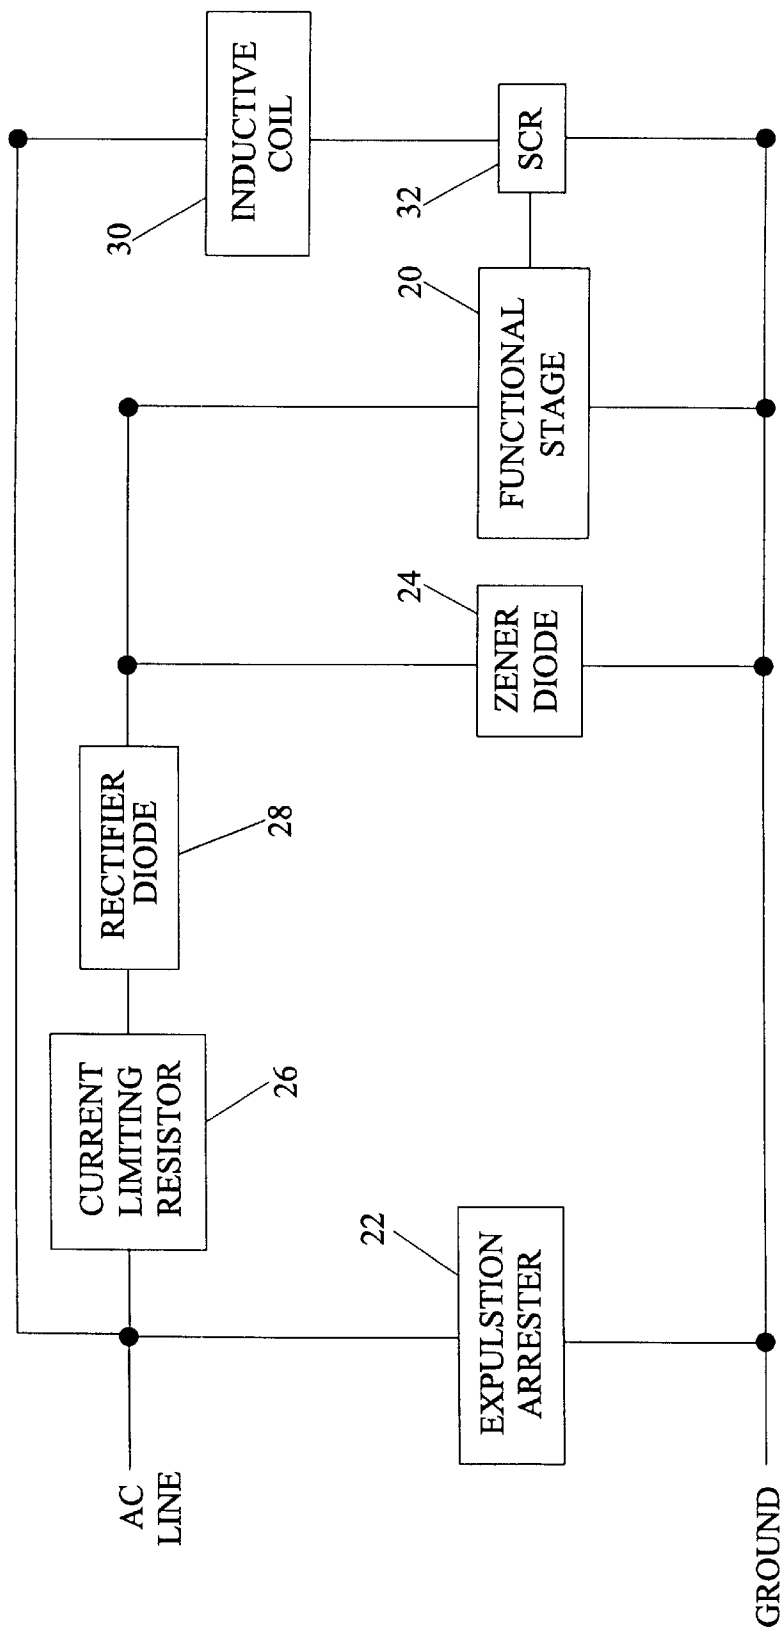 AC
LINE
CURRENT
LIMITING
RESISTOR
26
RECTIFIER
DIODE
28
30
INDUCTIVE
COIL
22
EXPULSTION
ARRESTER
24
ZENER
DIODE
20
FUNCTIONAL
STAGE
32
SCR
GROUND